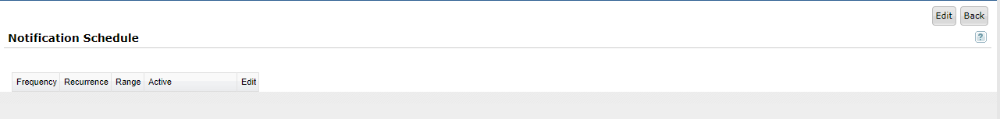 Edit Back
Notification Schedule ?
Frequency Recurrence Range Active Edit